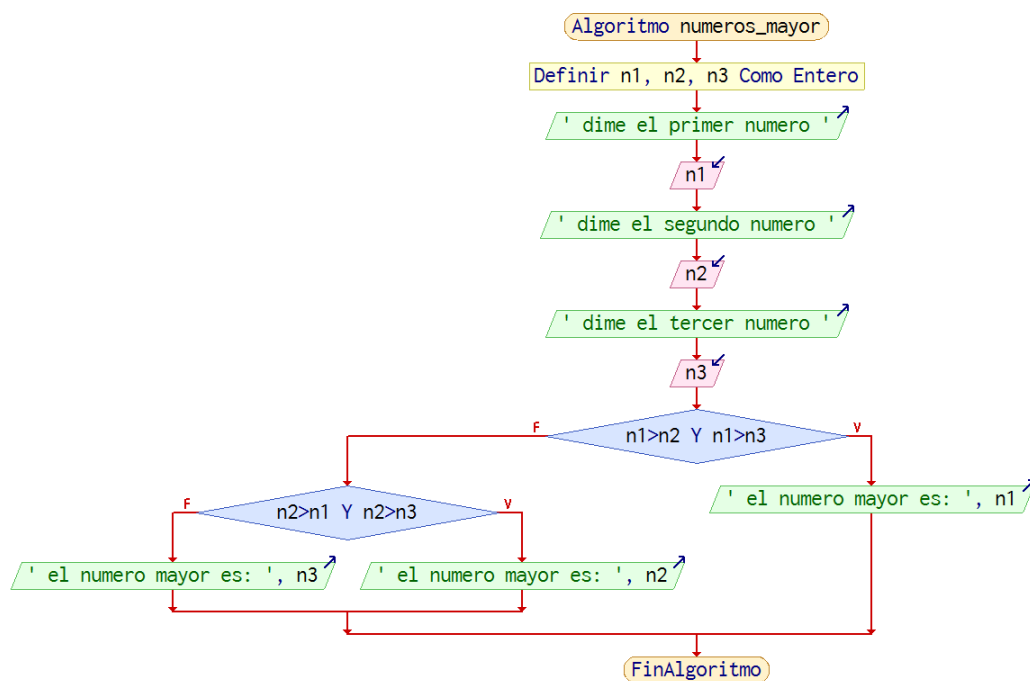 Algoritmo numeros_mayor
Definir n1, n2, n3 Como Entero
' dime el primer numero '
n1
' dime el segundo numero '
n2
' dime el tercer numero '
n3
n1>n2 Y n1>n3
F
V
n2>n1 Y n2>n3
F
V
' el numero mayor es: ', n1
' el numero mayor es: ', n3
' el numero mayor es: ', n2
FinAlgoritmo